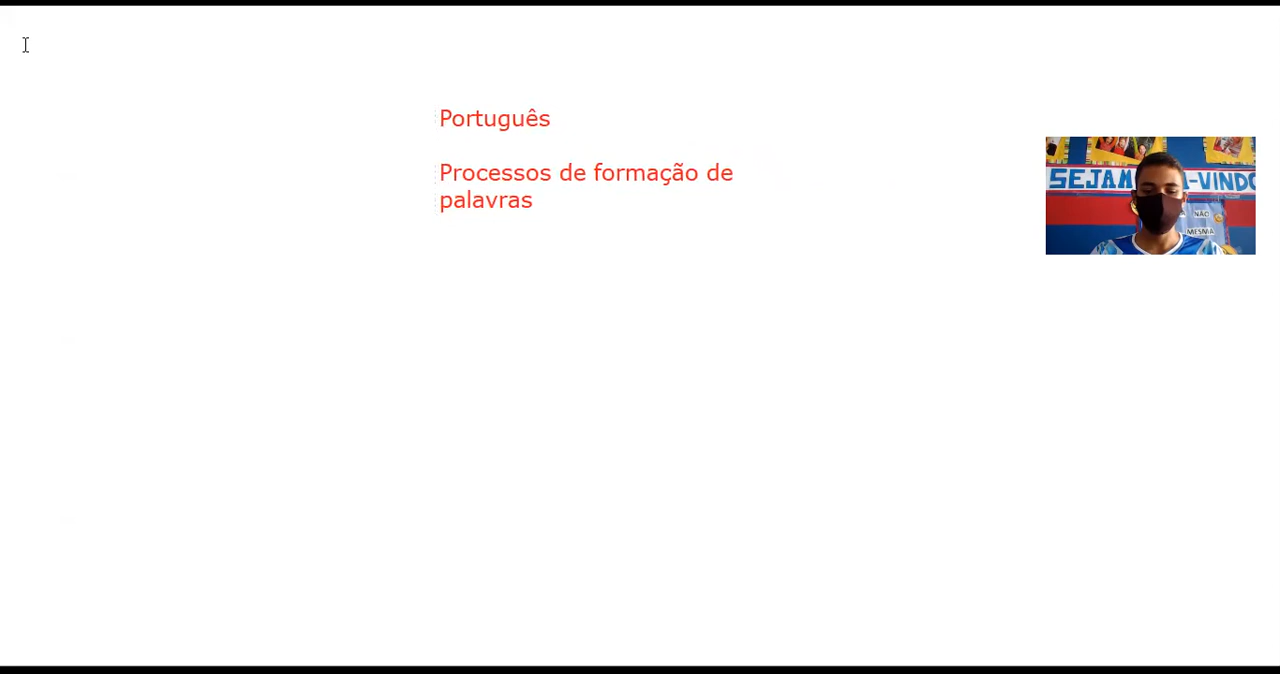 Português
Processos de formação de
palavras
SEJAM -VINDO
NÃO
MESMA